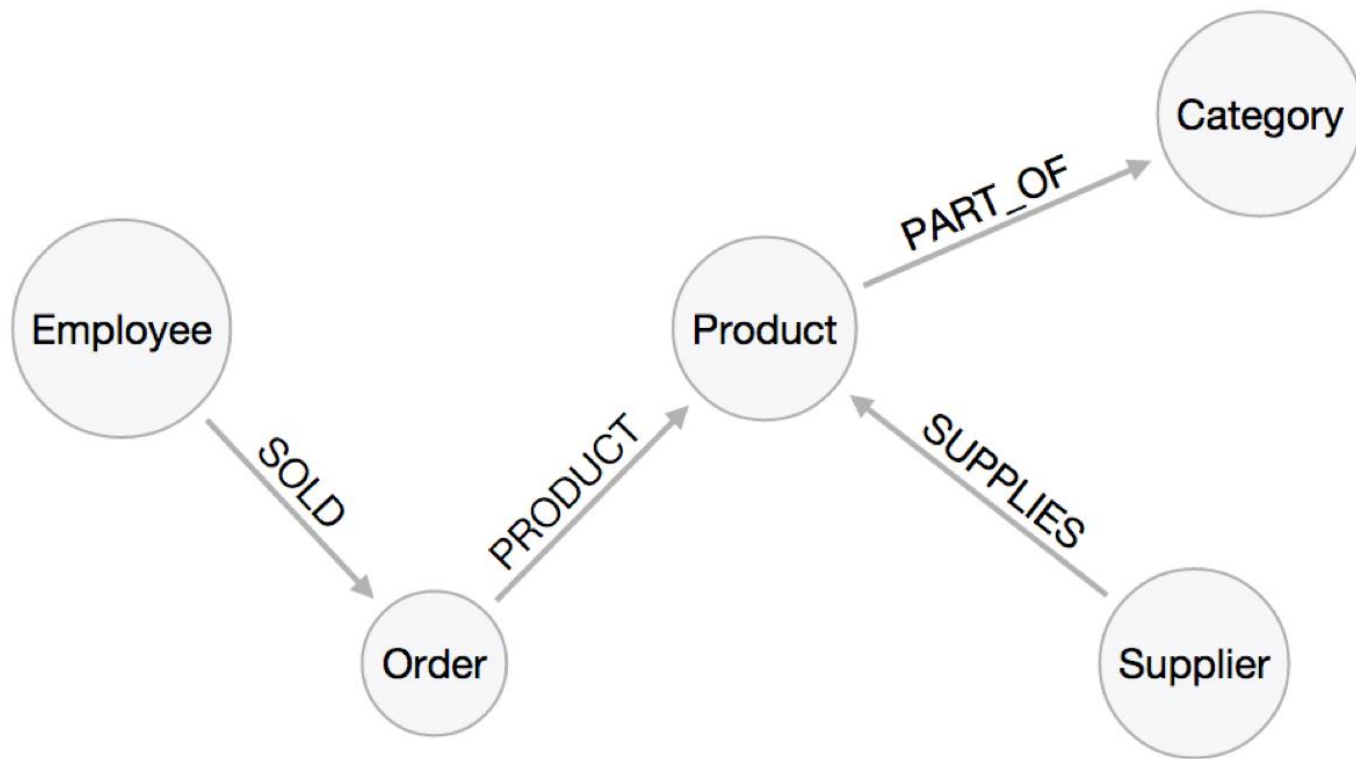 Category
PART_OF
Employee
Product
SOLD
PRODUCT
SUPPLIES
Order
Supplier